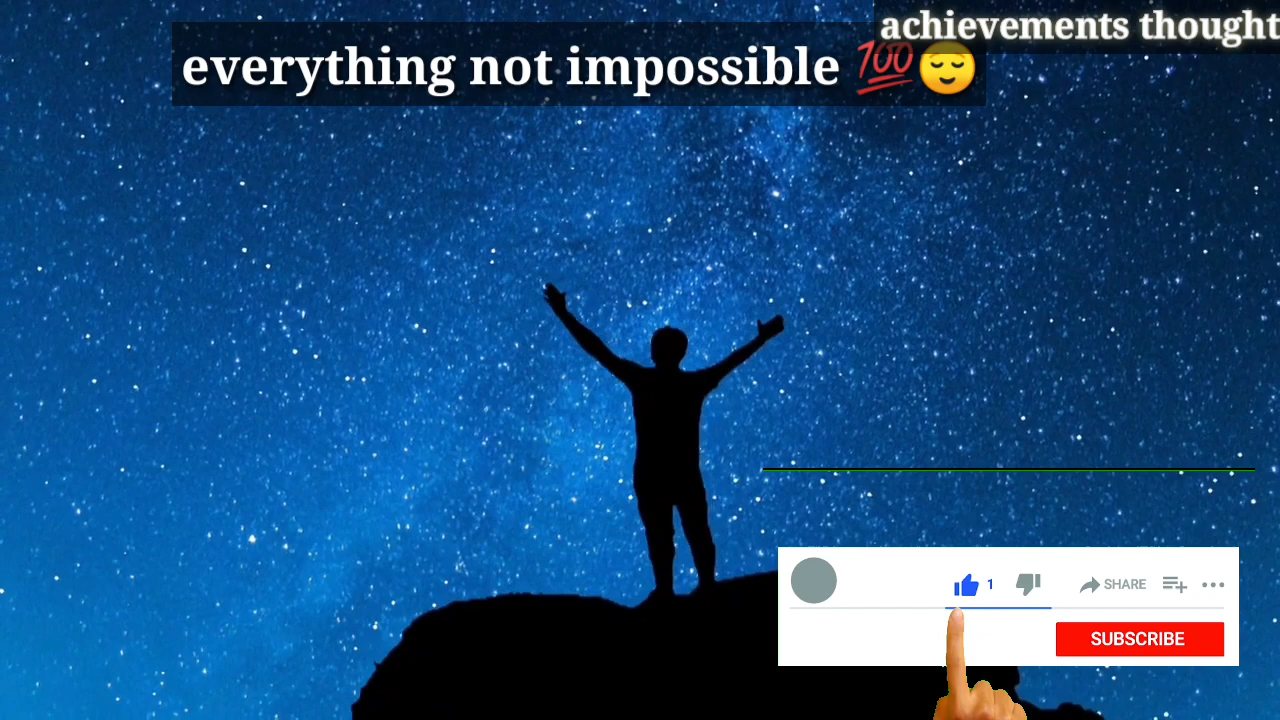 achievements thought
everything not impossible 💯😌
1
SHARE
SUBSCRIBE